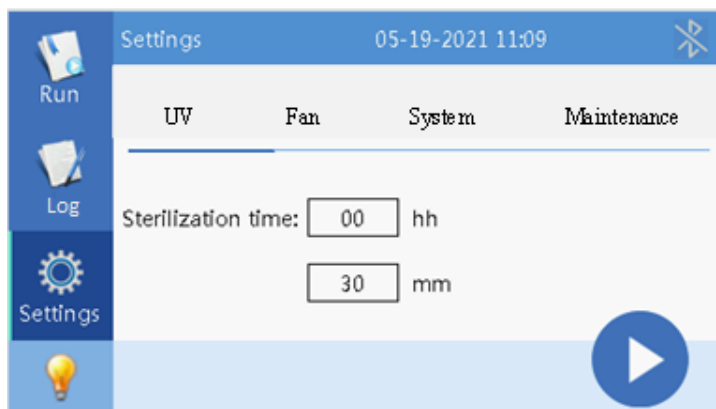 Settings 05-19-2021 11:09
Run
UV Fan System Maintenance
Log
Sterilization time: 00 hh
30 mm
Settings